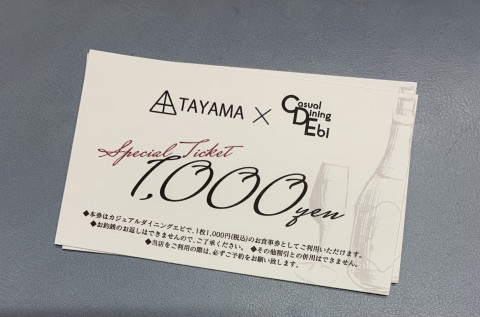 TAYAMA × Casual Dining Ebi
Special Ticket
1,000yen
◆本券はカジュアルダイニングエビで、1枚1,000円(税込)のお食事券としてご利用いただけます。
◆お釣銭のお返しはできませんので、ご了承ください。 ◆その他割引との併用はできません。
◆当店をご利用の際は、必ずご予約をお願い致します。